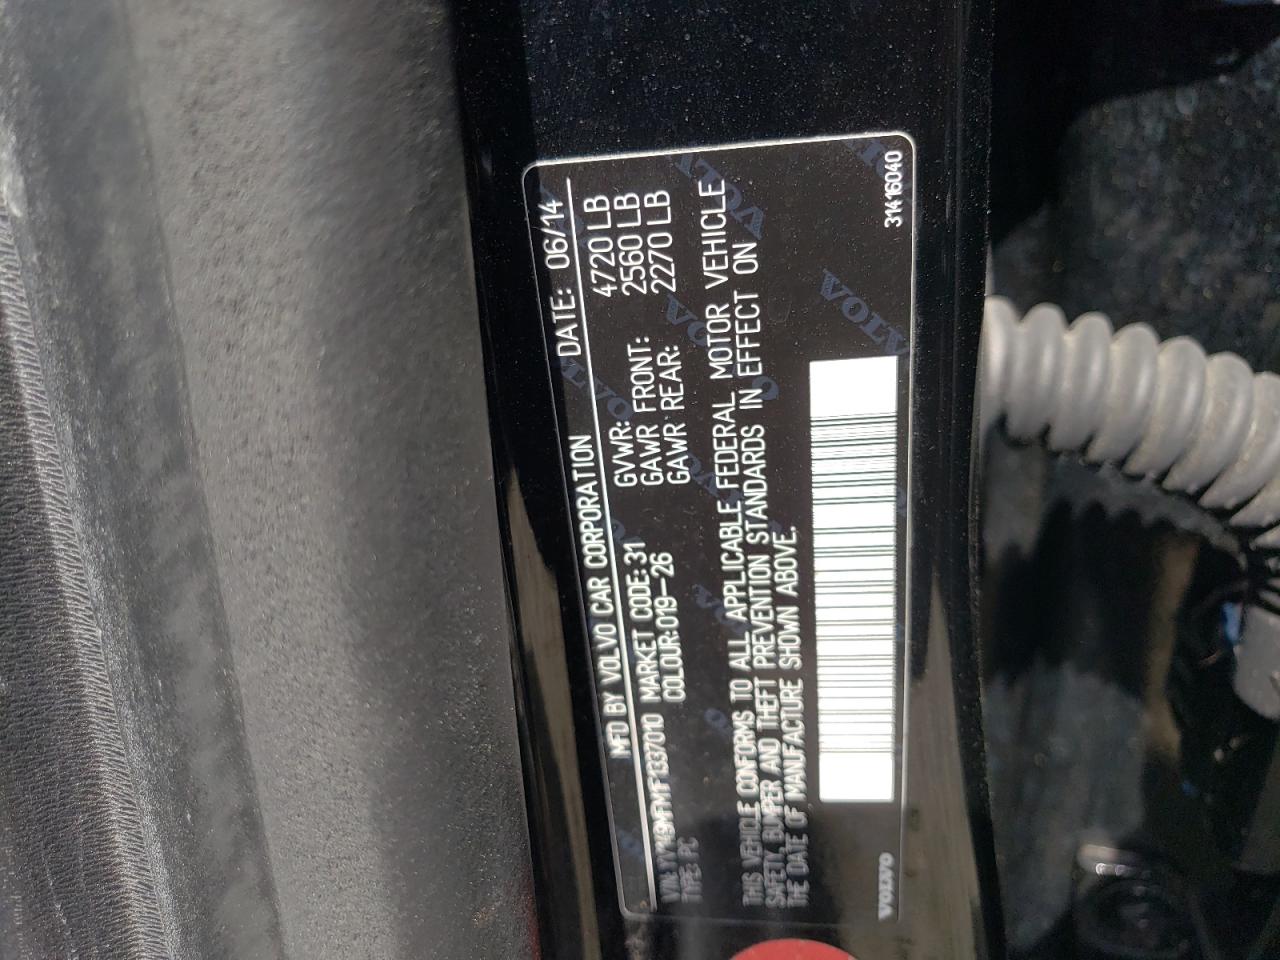 MFD BY VOLVO CAR CORPORATION DATE: 06/14
VIN: MARKET CODE: 31 GVWR: 4720 LB
TYPE: PC COLOUR: 019-26 GAWR FRONT: 2560 LB
GAWR REAR: 2270 LB
THIS VEHICLE CONFORMS TO ALL APPLICABLE FEDERAL MOTOR VEHICLE
SAFETY, BUMPER AND THEFT PREVENTION STANDARDS IN EFFECT ON
THE DATE OF MANUFACTURE SHOWN ABOVE.
VOLVO 31416040